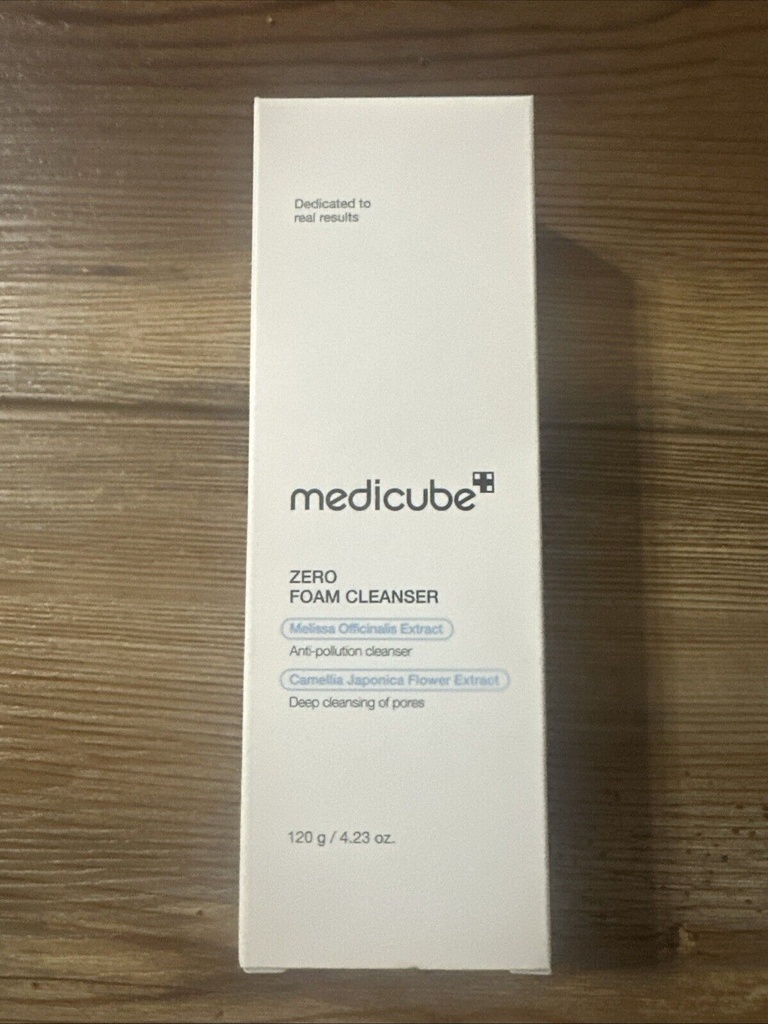 Dedicated to
real results
medicube
ZERO
FOAM CLEANSER
Melissa Officinalis Extract
Anti-pollution cleanser
Camellia Japonica Flower Extract
Deep cleansing of pores
120 g / 4.23 oz.